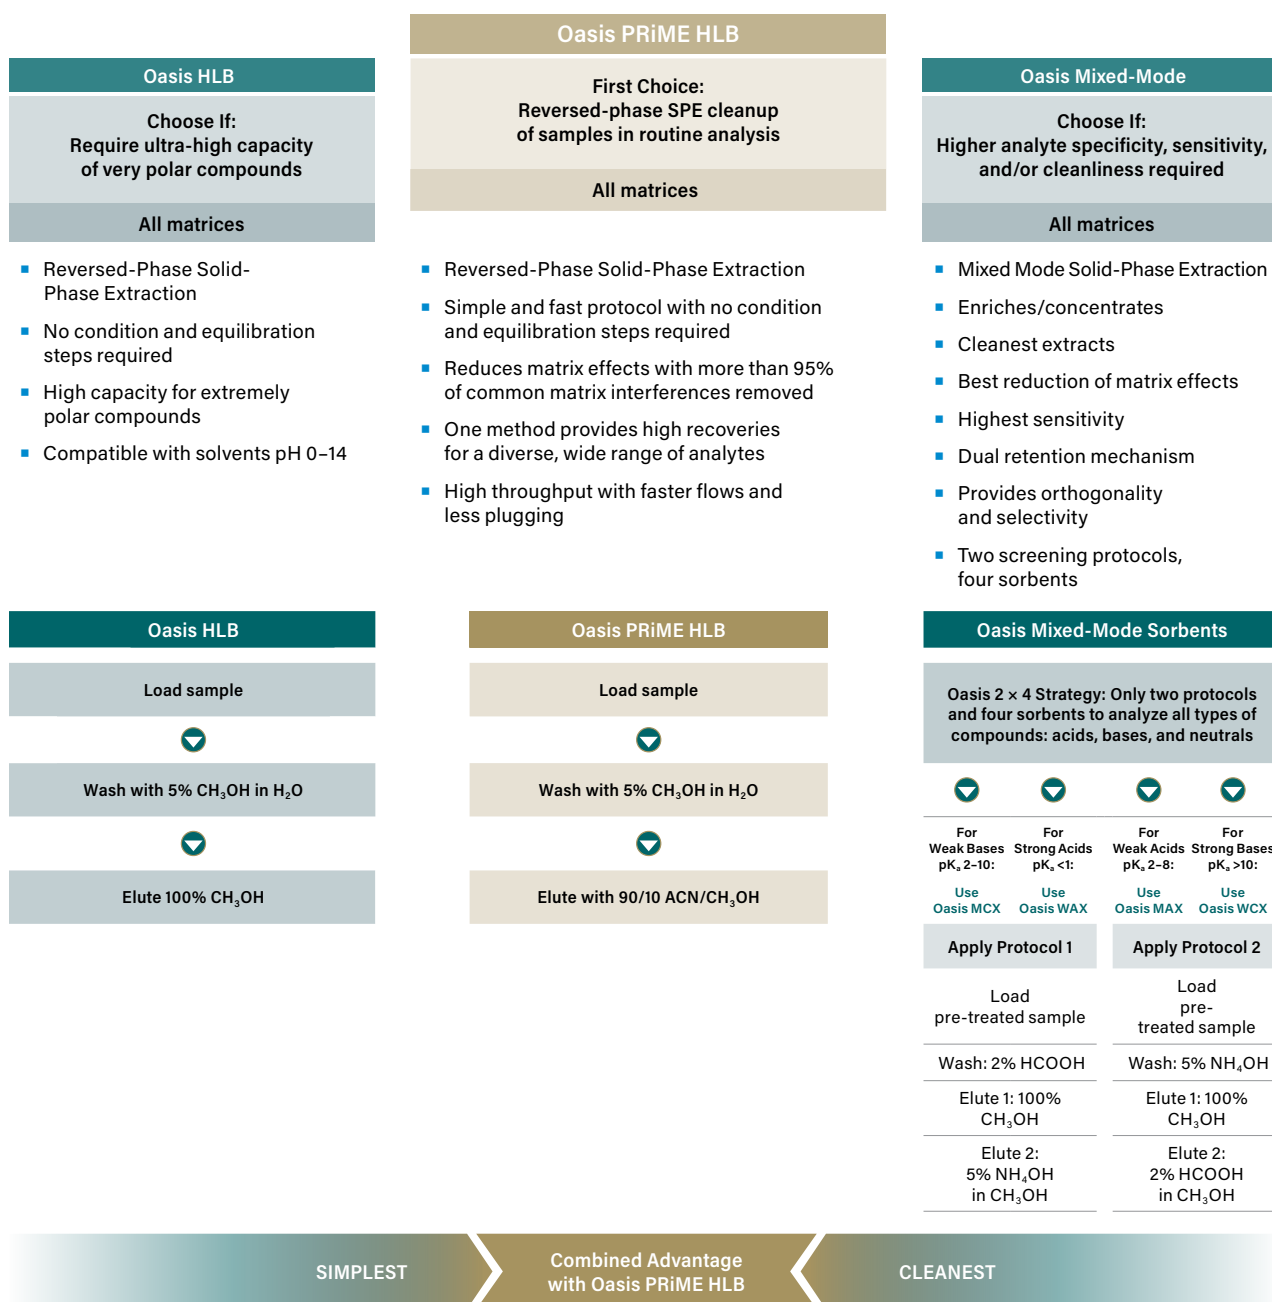 Oasis HLB
Choose If:
Require ultra-high capacity
of very polar compounds
All matrices
Reversed-Phase Solid-
Phase Extraction
No condition and equilibration
steps required
High capacity for extremely
polar compounds
Compatible with solvents pH 0–14
Oasis PRiME HLB
First Choice:
Reversed-phase SPE cleanup
of samples in routine analysis
All matrices
Reversed-Phase Solid-Phase Extraction
Simple and fast protocol with no condition
and equilibration steps required
Reduces matrix effects with more than 95%
of common matrix interferences removed
One method provides high recoveries
for a diverse, wide range of analytes
High throughput with faster flows and
less plugging
Oasis Mixed-Mode
Choose If:
Higher analyte specificity, sensitivity,
and/or cleanliness required
All matrices
Mixed Mode Solid-Phase Extraction
Enriches/concentrates
Cleanest extracts
Best reduction of matrix effects
Highest sensitivity
Dual retention mechanism
Provides orthogonality
and selectivity
Two screening protocols,
four sorbents
Oasis HLB
Load sample
Wash with 5% CH₃OH in H₂O
Elute 100% CH₃OH
Oasis PRiME HLB
Load sample
Wash with 5% CH₃OH in H₂O
Elute with 90/10 ACN/CH₃OH
Oasis Mixed-Mode Sorbents
Oasis 2 × 4 Strategy: Only two protocols
and four sorbents to analyze all types of
compounds: acids, bases, and neutrals
For
Weak Bases
pKₐ 2–10:
Use
Oasis MCX
For
Strong Acids
pKₐ <1:
Use
Oasis WAX
For
Weak Acids
pKₐ 2–8:
Use
Oasis MAX
For
Strong Bases
pKₐ >10:
Use
Oasis WCX
Apply Protocol 1
Load
pre-treated sample
Wash: 2% HCOOH
Elute 1: 100%
CH₃OH
Elute 2:
5% NH₄OH
in CH₃OH
Apply Protocol 2
Load
pre-
treated sample
Wash: 5% NH₄OH
Elute 1: 100%
CH₃OH
Elute 2:
2% HCOOH
in CH₃OH
SIMPLEST
Combined Advantage
with Oasis PRiME HLB
CLEANEST